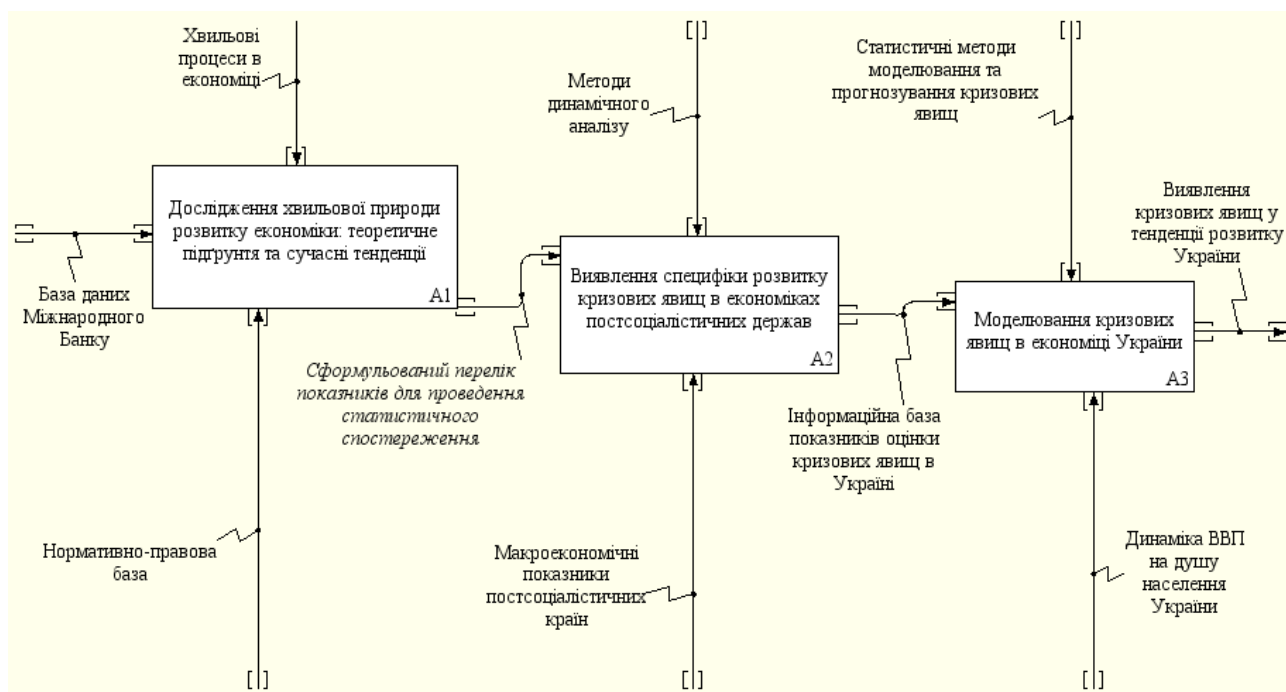 Хвильові
процеси в
економіці
Методи
динамічного
аналізу
Статистичні методи
моделювання та
прогнозування кризових
явищ
Дослідження хвильової природи
розвитку економіки: теоретичне
підґрунтя та сучасні тенденції
A1
База даних
Міжнародного
Банку
Сформульований перелік
показників для проведення
статистичного
спостереження
Виявлення специфіки розвитку
кризових явищ в економіках
постсоціалістичних держав
A2
Виявлення
кризових явищ у
тенденції розвитку
України
Моделювання кризових
явищ в економіці України
A3
Інформаційна база
показників оцінки
кризових явищ в
Україні
Нормативно-правова
база
Макроекономічні
показники
постсоціалістичних
країн
Динаміка ВВП
на душу
населення
України